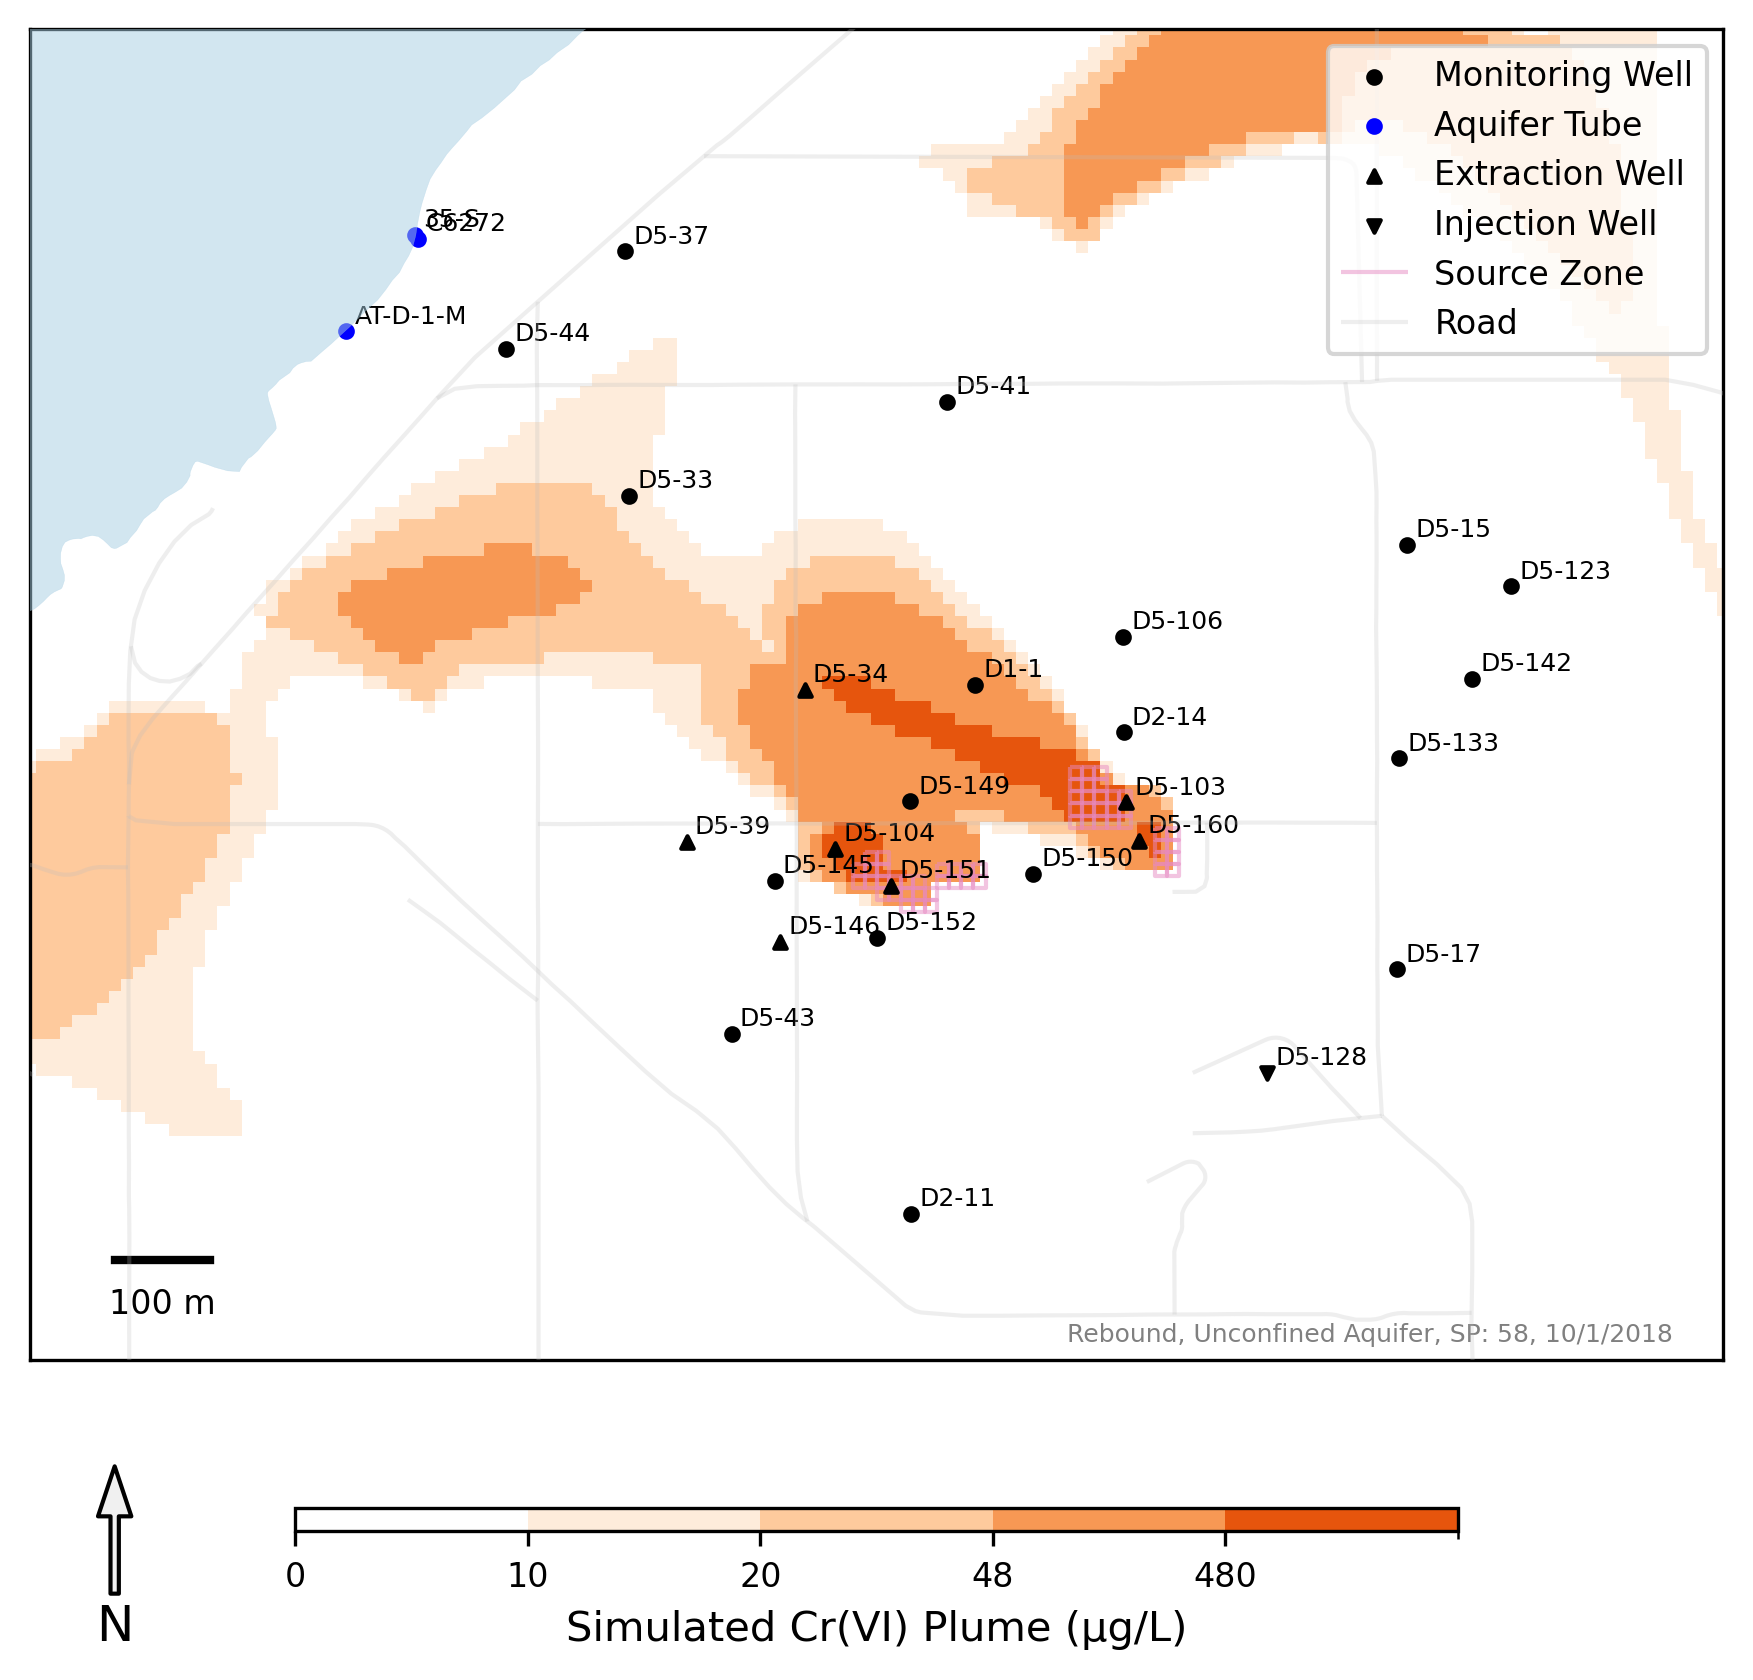 Monitoring Well
Aquifer Tube
Extraction Well
Injection Well
Source Zone
Road
35-S
C6272
D5-37
AT-D-1-M
D5-44
D5-41
D5-33
D5-15
D5-123
D5-106
D5-142
D5-34
D1-1
D2-14
D5-133
D5-149
D5-103
D5-39
D5-104
D5-160
D5-145
D5-151
D5-150
D5-146
D5-152
D5-17
D5-43
D5-128
D2-11
100 m
Rebound, Unconfined Aquifer, SP: 58, 10/1/2018
0 10 20 48 480
Simulated Cr(VI) Plume (µg/L)
N